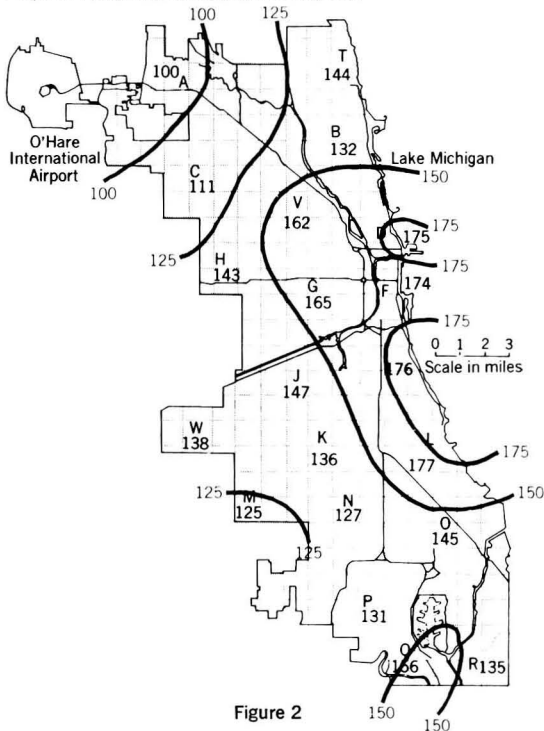 100
125
T
144
100
A
B
132
O'Hare
International
Airport
Lake Michigan
150
C
111
100
V
162
175
175
125
H
143
175
174
G
165
F
175
0 1 2 3
Scale in miles
176
J
147
W
138
K
136
L
177
175
150
125
M
125
N
127
O
145
125
P
131
166
R 135
150
150
Figure 2